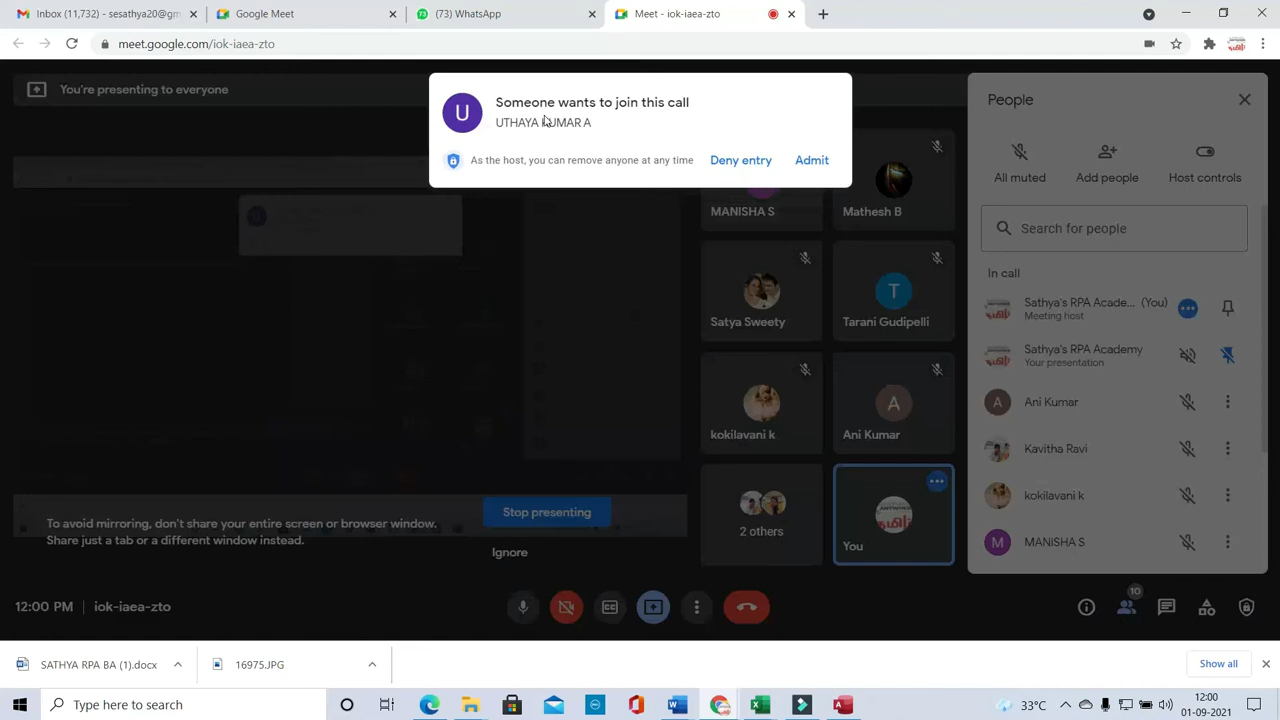 Inbox (11,732) - sesathya20@gm
Google Meet
(73) WhatsApp
Meet - iok-iaea-zto
meet.google.com/iok-iaea-zto
You're presenting to everyone
Someone wants to join this call
U
UTHAYA KUMAR A
As the host, you can remove anyone at any time
Deny entry
Admit
MANISHA S
Mathesh B
Satya Sweety
T
Tarani Gudipelli
kokilavani k
A
Ani Kumar
2 others
You
To avoid mirroring, don't share your entire screen or browser window.
Share just a tab or a different window instead.
Stop presenting
Ignore
People
All muted
Add people
Host controls
Search for people
In call
Sathya's RPA Acade... (You)
Meeting host
Sathya's RPA Academy
Your presentation
A
Ani Kumar
Kavitha Ravi
kokilavani k
M
MANISHA S
12:00 PM | iok-iaea-zto
10
SATHYA RPA BA (1).docx
16975.JPG
Show all
Type here to search
33°C
12:00
01-09-2021